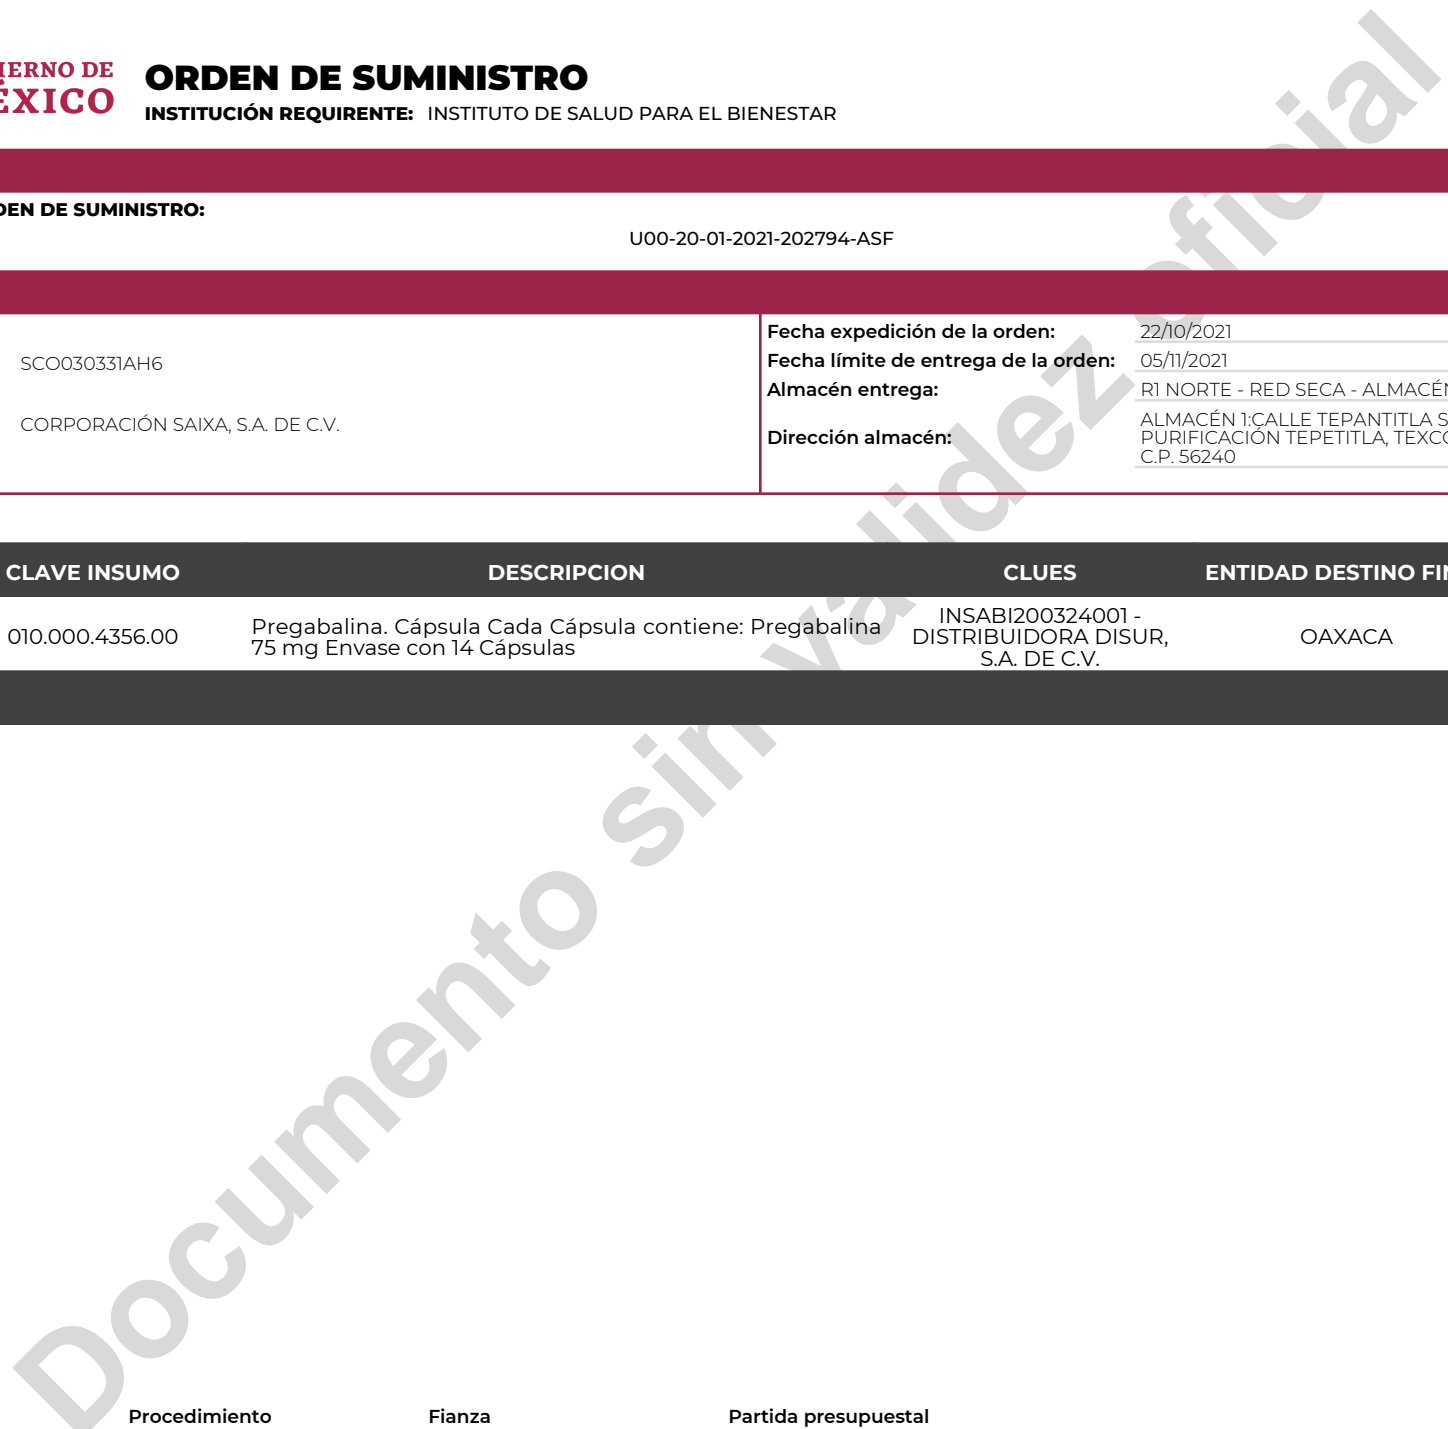 IERNO DE
ÉXICO
ORDEN DE SUMINISTRO
INSTITUCIÓN REQUIRENTE: INSTITUTO DE SALUD PARA EL BIENESTAR
DEN DE SUMINISTRO:
U00-20-01-2021-202794-ASF
SCO030331AH6
CORPORACIÓN SAIXA, S.A. DE C.V.
Fecha expedición de la orden: 22/10/2021
Fecha límite de entrega de la orden: 05/11/2021
Almacén entrega: R1 NORTE - RED SECA - ALMACÉN
Dirección almacén:
ALMACÉN 1:CALLE TEPANTITLA S
PURIFICACIÓN TEPETITLA, TEXCO
C.P. 56240
CLAVE INSUMO DESCRIPCION CLUES ENTIDAD DESTINO FIN
010.000.4356.00
Pregabalina. Cápsula Cada Cápsula contiene: Pregabalina
75 mg Envase con 14 Cápsulas
INSABI200324001 -
DISTRIBUIDORA DISUR,
S.A. DE C.V.
OAXACA
Documento sin validez oficial
Procedimiento Fianza Partida presupuestal